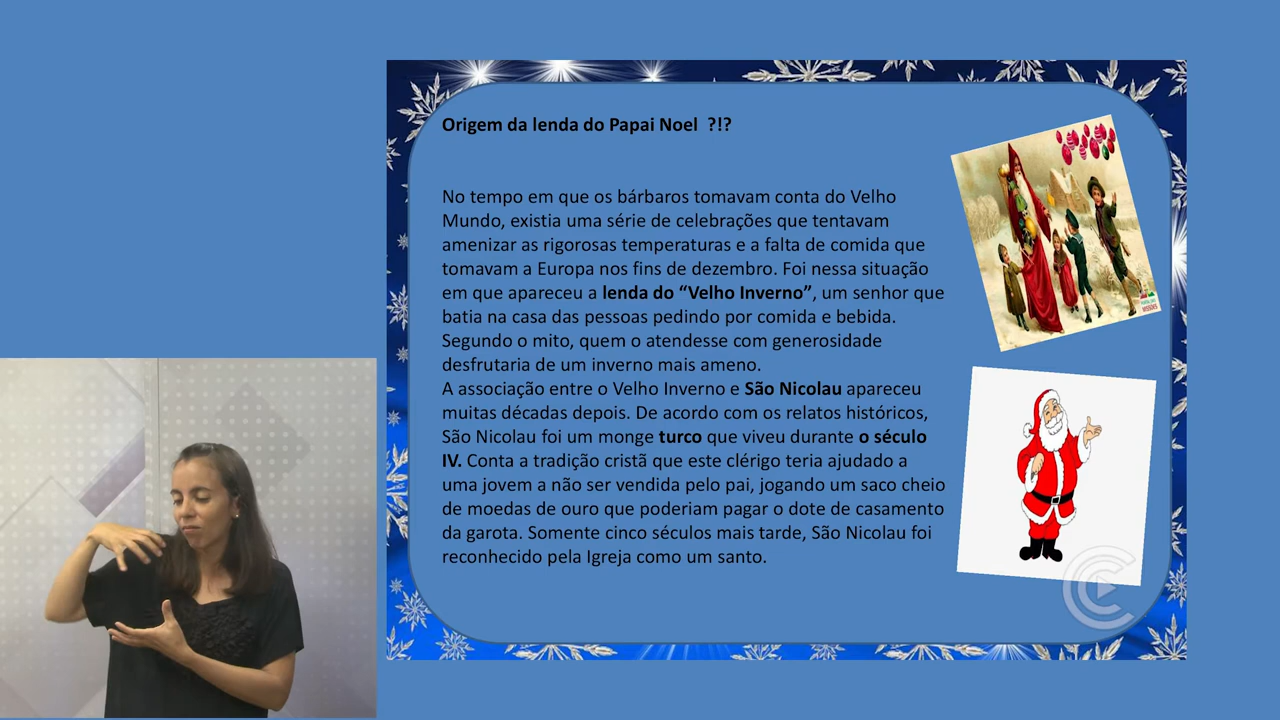 Origem da lenda do Papai Noel ?!?
No tempo em que os bárbaros tomavam conta do Velho
Mundo, existia uma série de celebrações que tentavam
amenizar as rigorosas temperaturas e a falta de comida que
tomavam a Europa nos fins de dezembro. Foi nessa situação
em que apareceu a lenda do “Velho Inverno”, um senhor que
batia na casa das pessoas pedindo por comida e bebida.
Segundo o mito, quem o atendesse com generosidade
desfrutaria de um inverno mais ameno.
A associação entre o Velho Inverno e São Nicolau apareceu
muitas décadas depois. De acordo com os relatos históricos,
São Nicolau foi um monge turco que viveu durante o século
IV. Conta a tradição cristã que este clérigo teria ajudado a
uma jovem a não ser vendida pelo pai, jogando um saco cheio
de moedas de ouro que poderiam pagar o dote de casamento
da garota. Somente cinco séculos mais tarde, São Nicolau foi
reconhecido pela Igreja como um santo.